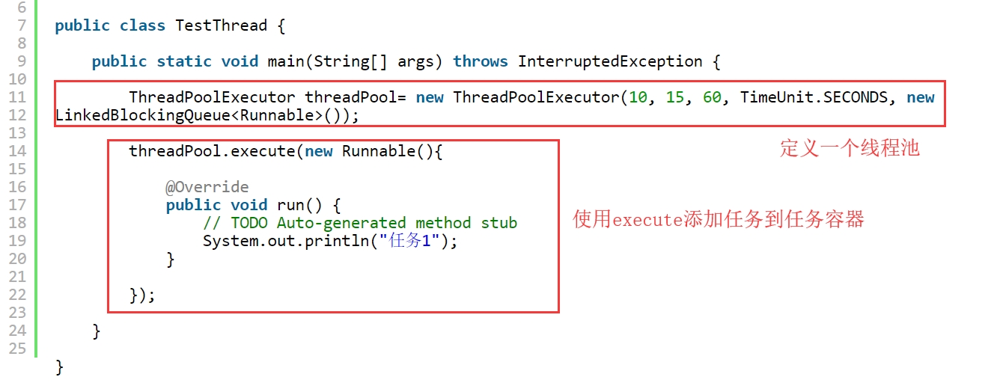 6
7 public class TestThread {
8
9 public static void main(String[] args) throws InterruptedException {
10
11 ThreadPoolExecutor threadPool= new ThreadPoolExecutor(10, 15, 60, TimeUnit.SECONDS, new
12 LinkedBlockingQueue<Runnable>());
13
定义一个线程池
14 threadPool.execute(new Runnable(){
15
16 @Override
17 public void run() {
使用execute添加任务到任务容器
18 // TODO Auto-generated method stub
19 System.out.println("任务1");
20 }
21
22 });
23
24 }
25
}